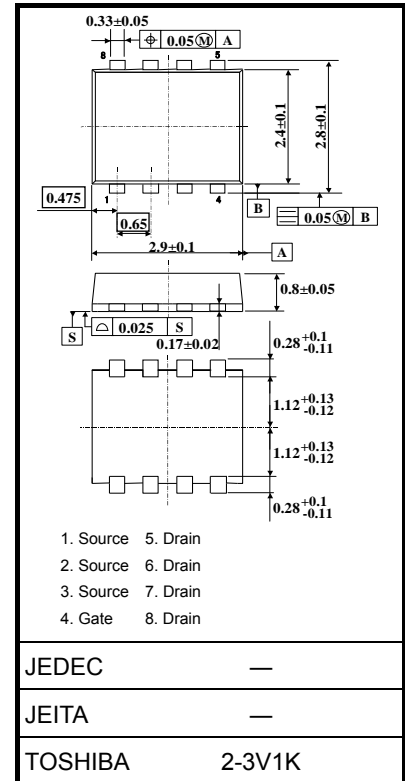 0.33±0.05
⌖ 0.05Ⓜ A
8 5
2.4±0.1
2.8±0.1
0.475
1 4
B
⌯ 0.05Ⓜ B
0.65
2.9±0.1
A
0.8±0.05
S
⌓ 0.025 S
0.17±0.02
0.28 +0.1 -0.11
1.12 +0.13 -0.12
1.12 +0.13 -0.12
0.28 +0.1 -0.11
1. Source 5. Drain
2. Source 6. Drain
3. Source 7. Drain
4. Gate 8. Drain
JEDEC —
JEITA —
TOSHIBA 2-3V1K